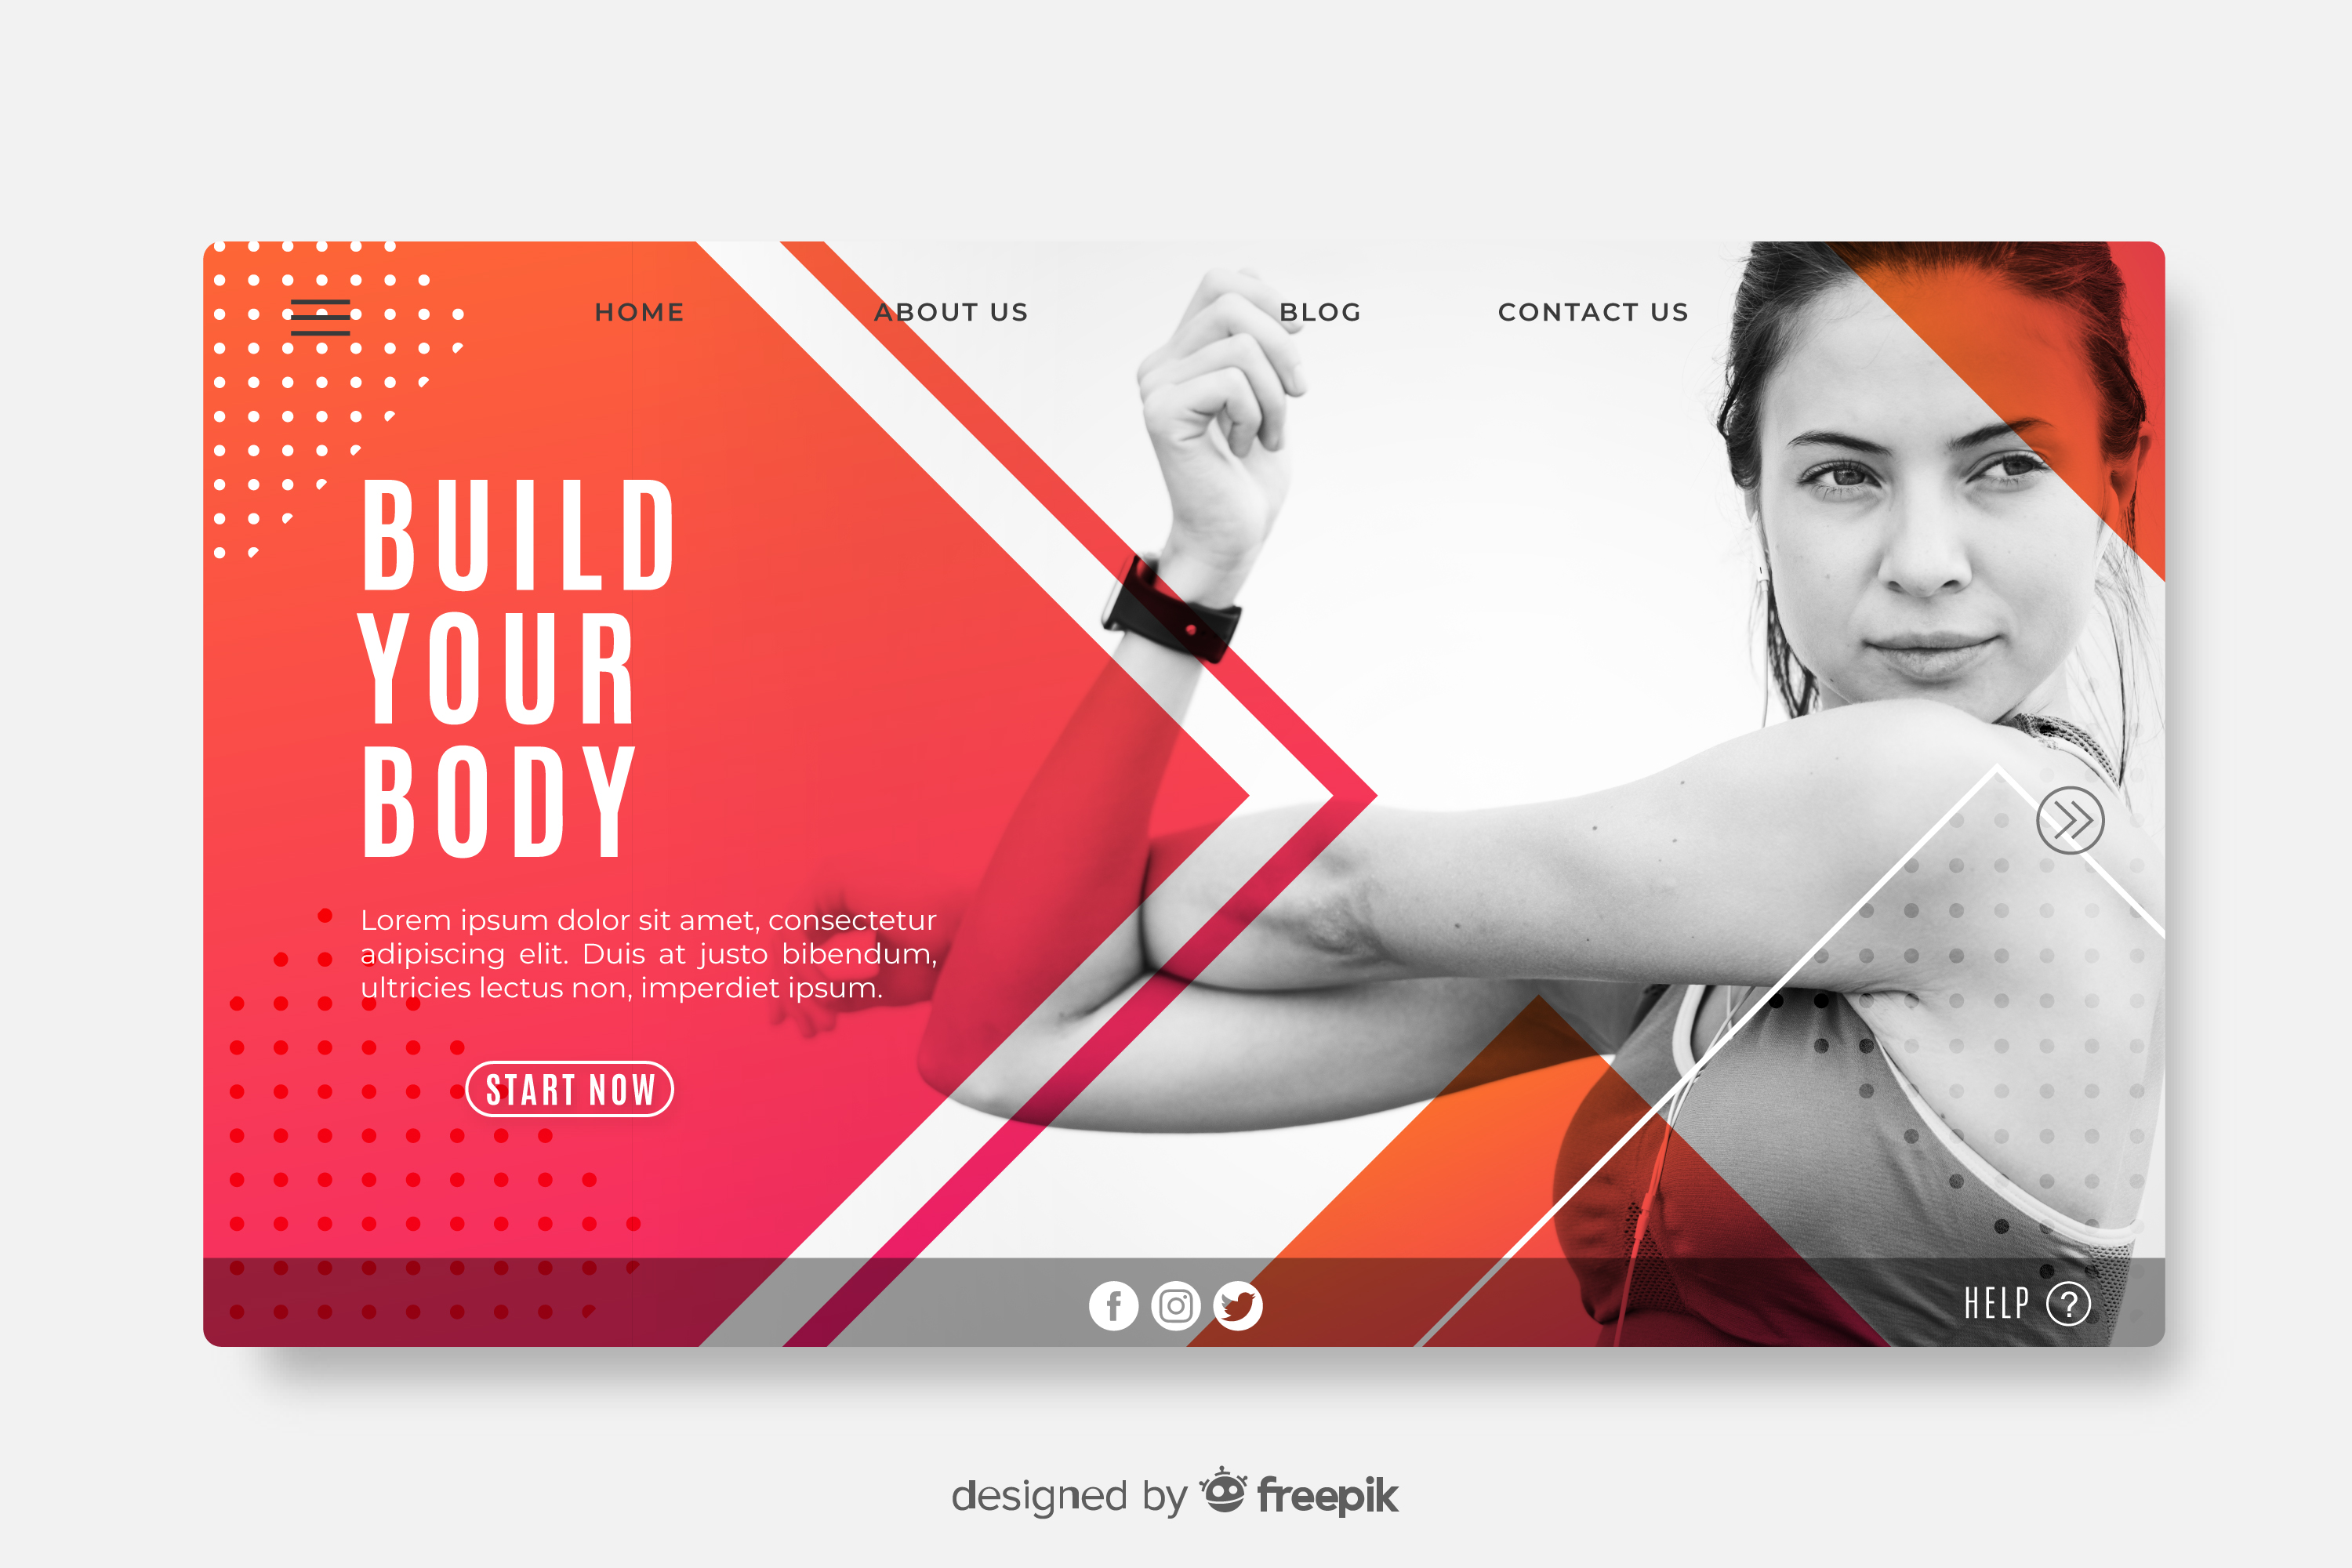 HOME ABOUT US BLOG CONTACT US
BUILD
YOUR
BODY
Lorem ipsum dolor sit amet, consectetur
adipiscing elit. Duis at justo bibendum,
ultricies lectus non, imperdiet ipsum.
START NOW
HELP ?
designed by freepik